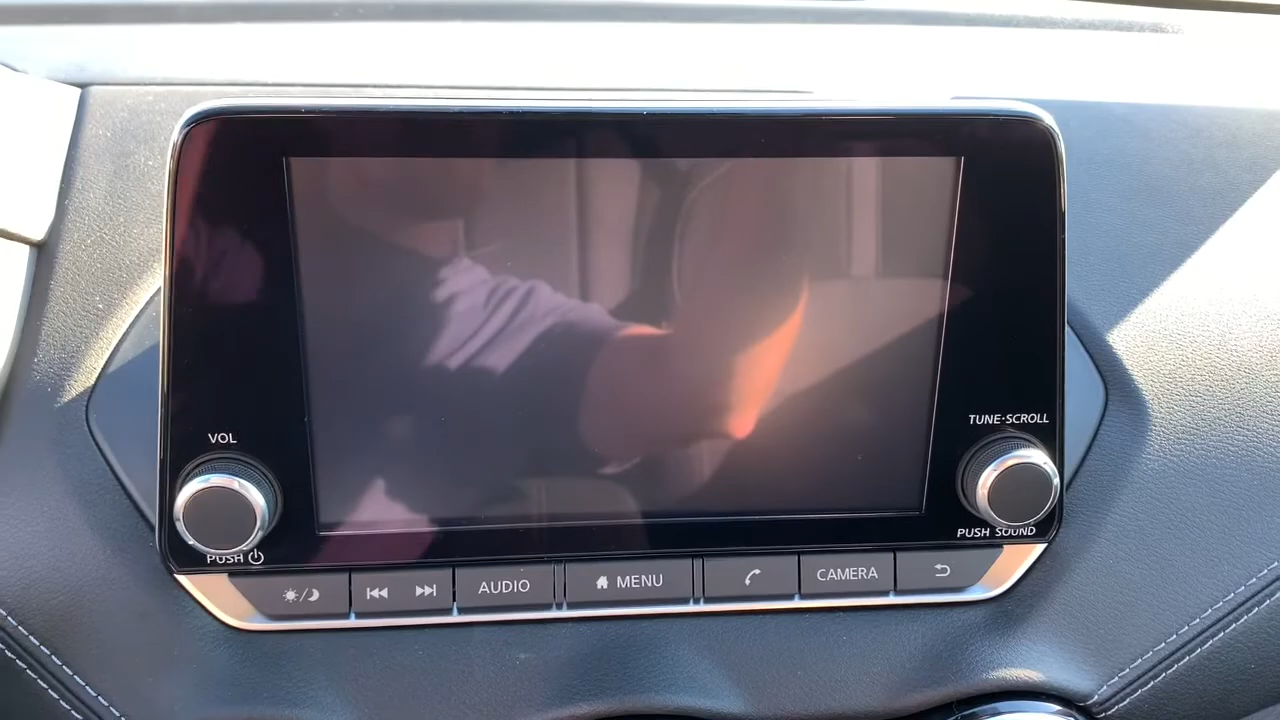 VOL
TUNE·SCROLL
PUSH
PUSH SOUND
AUDIO
MENU
CAMERA